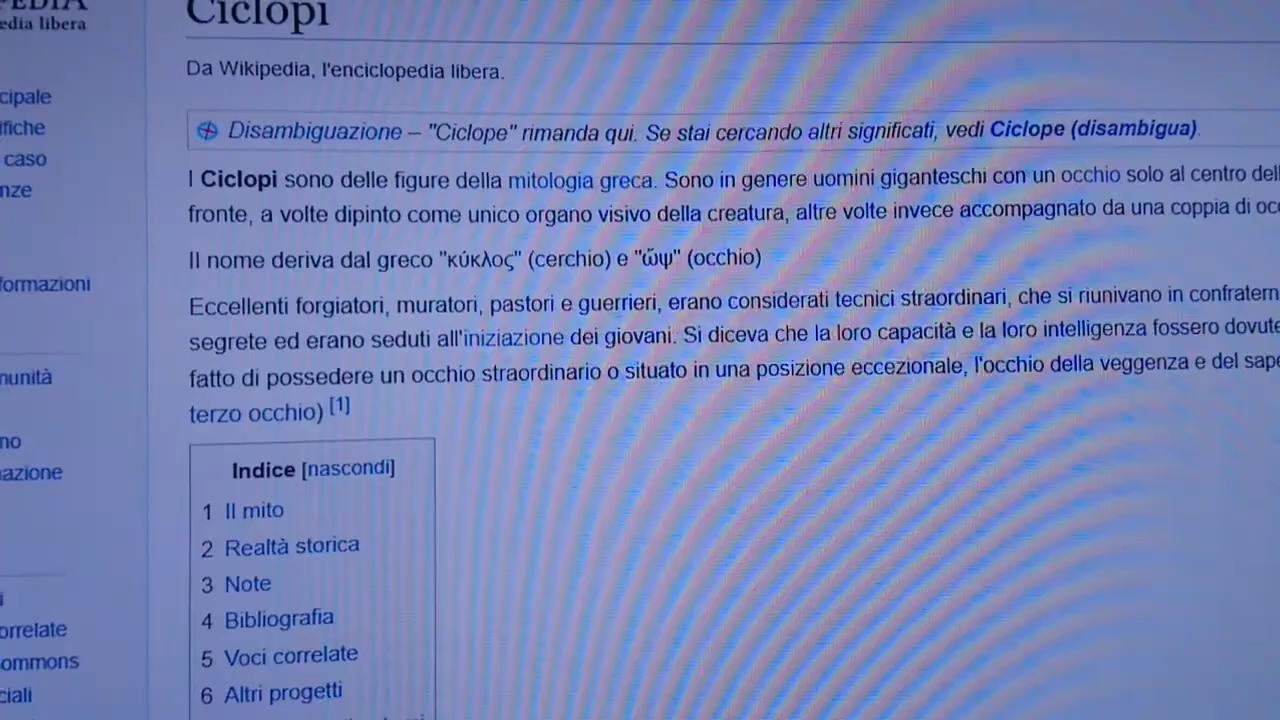 Ciclopi
edia libera
Da Wikipedia, l'enciclopedia libera.
cipale
Disambiguazione – "Ciclope" rimanda qui. Se stai cercando altri significati, vedi Ciclope (disambigua).
ifiche
caso
I Ciclopi sono delle figure della mitologia greca. Sono in genere uomini giganteschi con un occhio solo al centro dell
nze
fronte, a volte dipinto come unico organo visivo della creatura, altre volte invece accompagnato da una coppia di occ
Il nome deriva dal greco "κύκλος" (cerchio) e "ὤψ" (occhio)
formazioni
Eccellenti forgiatori, muratori, pastori e guerrieri, erano considerati tecnici straordinari, che si riunivano in confratern
segrete ed erano seduti all'iniziazione dei giovani. Si diceva che la loro capacità e la loro intelligenza fossero dovute
munità
fatto di possedere un occhio straordinario o situato in una posizione eccezionale, l'occhio della veggenza e del sape
terzo occhio) [1]
no
azione
Indice [nascondi]
1 Il mito
2 Realtà storica
3 Note
4 Bibliografia
orrelate
5 Voci correlate
ommons
6 Altri progetti
ciali